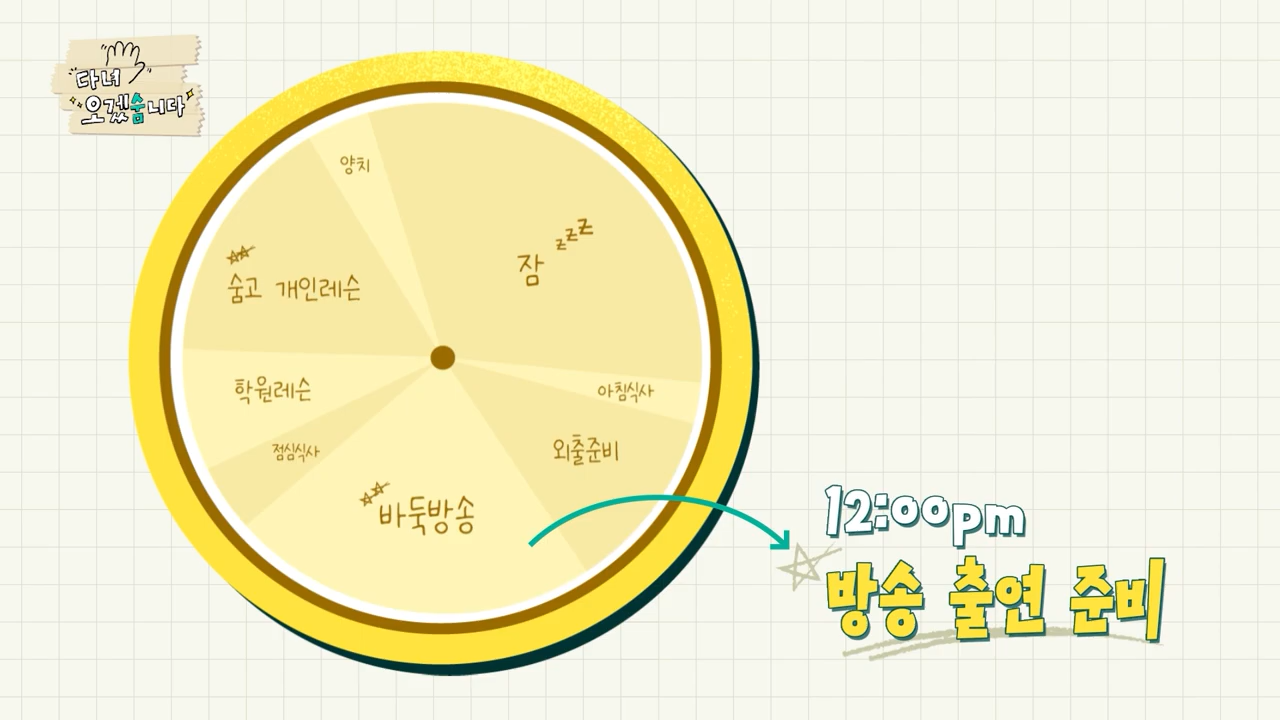 다녀
오겠숨니다
양치
zzz
잠
숨고 개인레슨
학원레슨
아침식사
점심식사
외출준비
바둑방송
12:00pm
방송 출연 준비